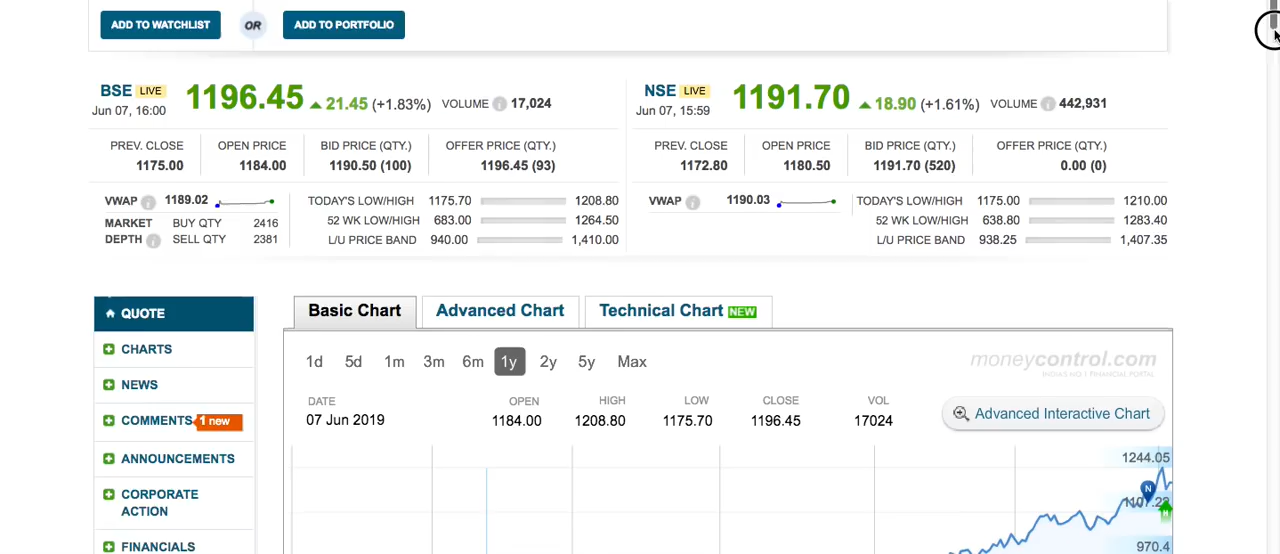 ADD TO WATCHLIST OR ADD TO PORTFOLIO
BSE LIVE 1196.45 21.45 (+1.83%) VOLUME i 17,024
Jun 07, 16:00
PREV. CLOSE OPEN PRICE BID PRICE (QTY.) OFFER PRICE (QTY.)
1175.00 1184.00 1190.50 (100) 1196.45 (93)
VWAP i 1189.02
MARKET BUY QTY 2416
DEPTH i SELL QTY 2381
TODAY'S LOW/HIGH 1175.70 1208.80
52 WK LOW/HIGH 683.00 1264.50
L/U PRICE BAND 940.00 1,410.00
NSE LIVE 1191.70 18.90 (+1.61%) VOLUME i 442,931
Jun 07, 15:59
PREV. CLOSE OPEN PRICE BID PRICE (QTY.) OFFER PRICE (QTY.)
1172.80 1180.50 1191.70 (520) 0.00 (0)
VWAP i 1190.03
TODAY'S LOW/HIGH 1175.00 1210.00
52 WK LOW/HIGH 638.80 1283.40
L/U PRICE BAND 938.25 1,407.35
QUOTE
CHARTS
NEWS
COMMENTS 1 new
ANNOUNCEMENTS
CORPORATE
ACTION
FINANCIALS
Basic Chart Advanced Chart Technical Chart NEW
1d 5d 1m 3m 6m 1y 2y 5y Max
moneycontrol.com
INDIA'S NO.1 FINANCIAL PORTAL
DATE OPEN HIGH LOW CLOSE VOL
07 Jun 2019 1184.00 1208.80 1175.70 1196.45 17024
Advanced Interactive Chart
1244.05
N
1107.23
H
970.4